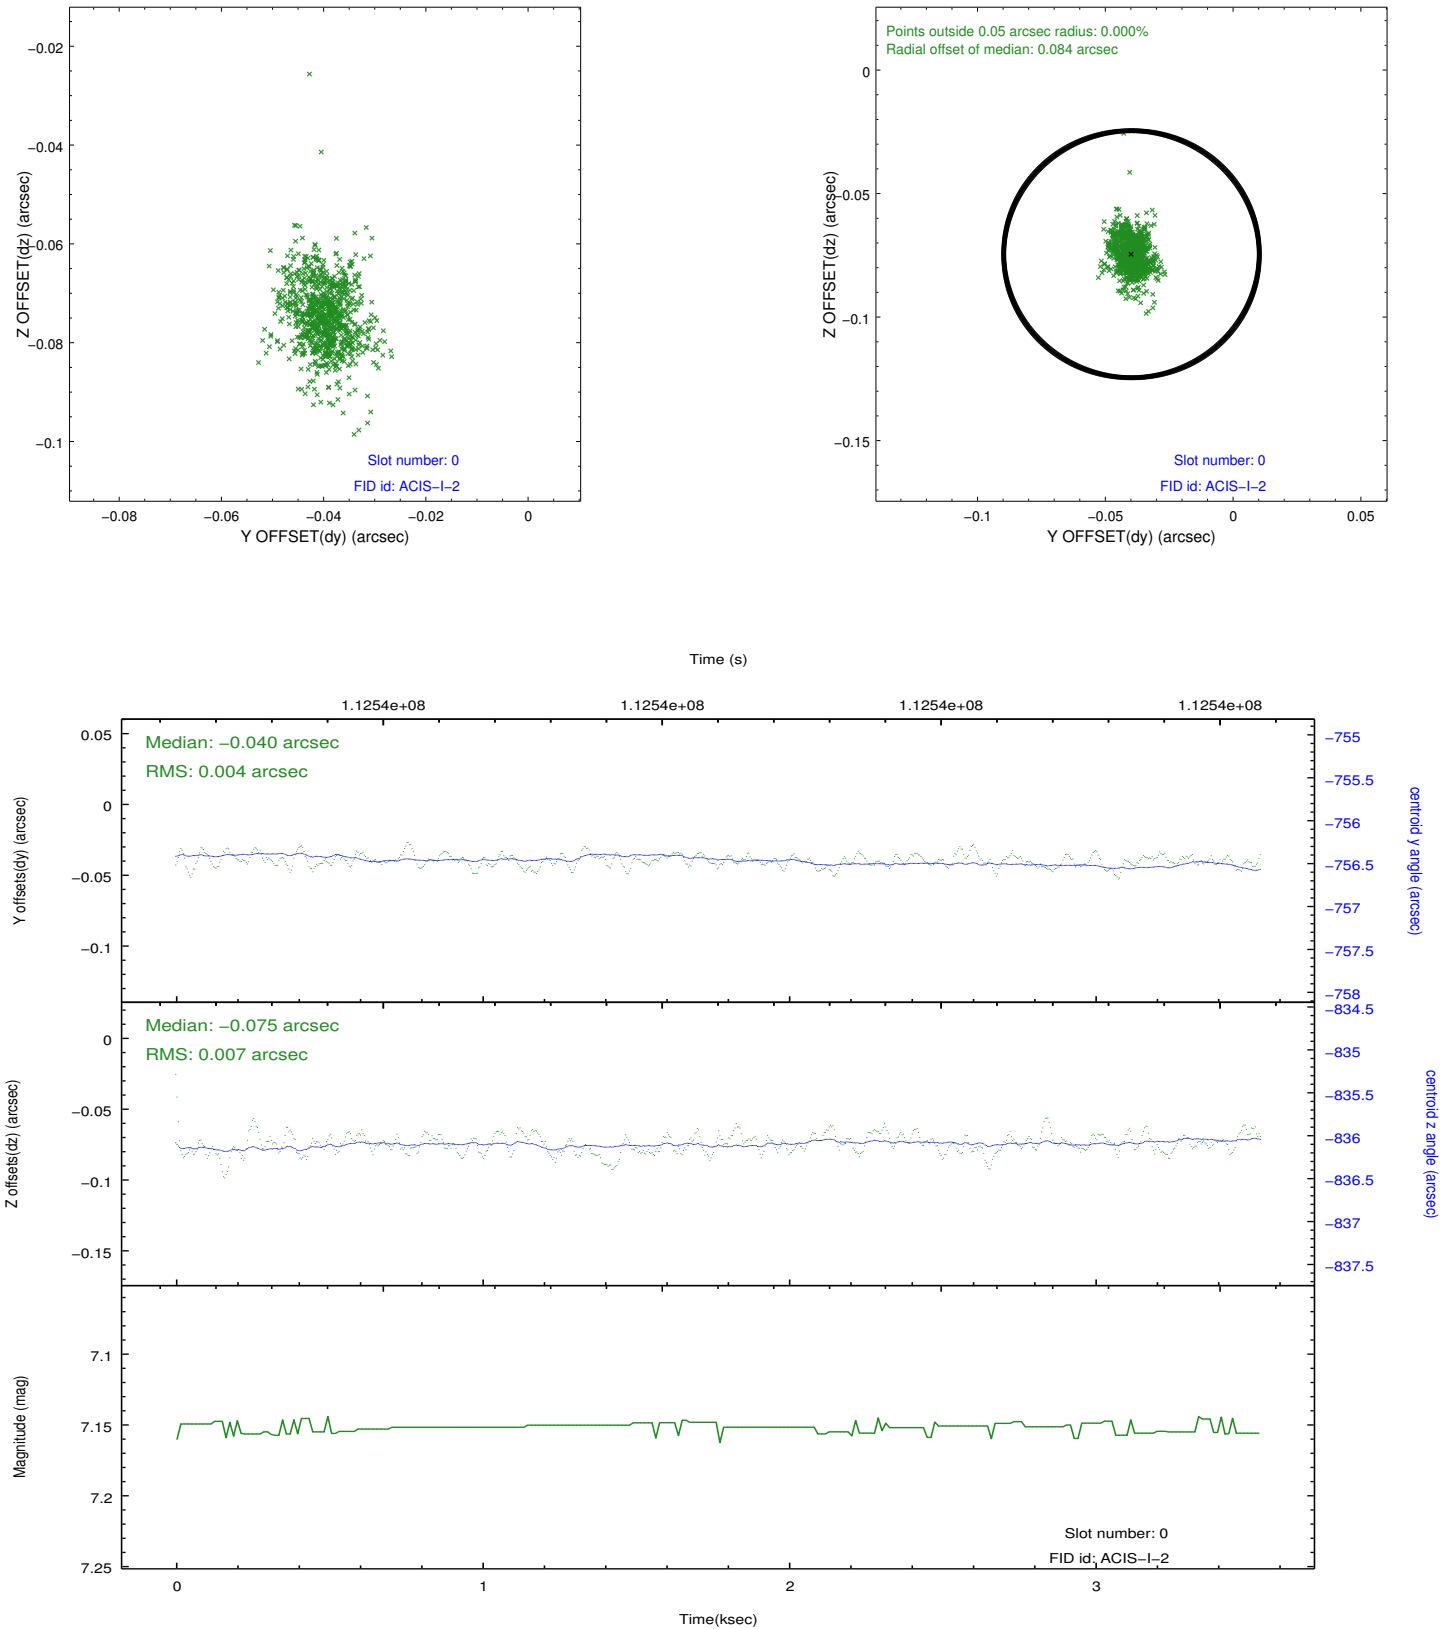 −0.02
−0.04
−0.06
−0.08
−0.1
Z OFFSET(dz) (arcsec)
Slot number: 0
FID id: ACIS−I−2
−0.08
−0.06
−0.04
−0.02
0
Y OFFSET(dy) (arcsec)
Points outside 0.05 arcsec radius: 0.000%
Radial offset of median: 0.084 arcsec
0
−0.05
−0.1
−0.15
Z OFFSET(dz) (arcsec)
Slot number: 0
FID id: ACIS−I−2
−0.1
−0.05
0
0.05
Y OFFSET(dy) (arcsec)
Time (s)
1.1254e+08
1.1254e+08
1.1254e+08
1.1254e+08
Median: −0.040 arcsec
RMS: 0.004 arcsec
0.05
0
−0.05
−0.1
Y offsets(dy) (arcsec)
−755
−755.5
−756
−756.5
−757
−757.5
−758
centroid y angle (arcsec)
Median: −0.075 arcsec
RMS: 0.007 arcsec
0
−0.05
−0.1
−0.15
Z offsets(dz) (arcsec)
−834.5
−835
−835.5
−836
−836.5
−837
−837.5
centroid z angle (arcsec)
7.1
7.15
7.2
7.25
Magnitude (mag)
Slot number: 0
FID id: ACIS−I−2
0
1
2
3
Time(ksec)